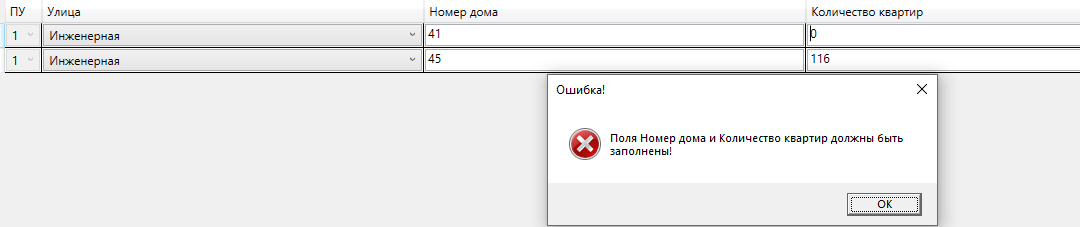 ПУ Улица Номер дома Количество квартир
1 Инженерная 41 0
1 Инженерная 45 116
Ошибка!
Поля Номер дома и Количество квартир должны быть
заполнены!
OK